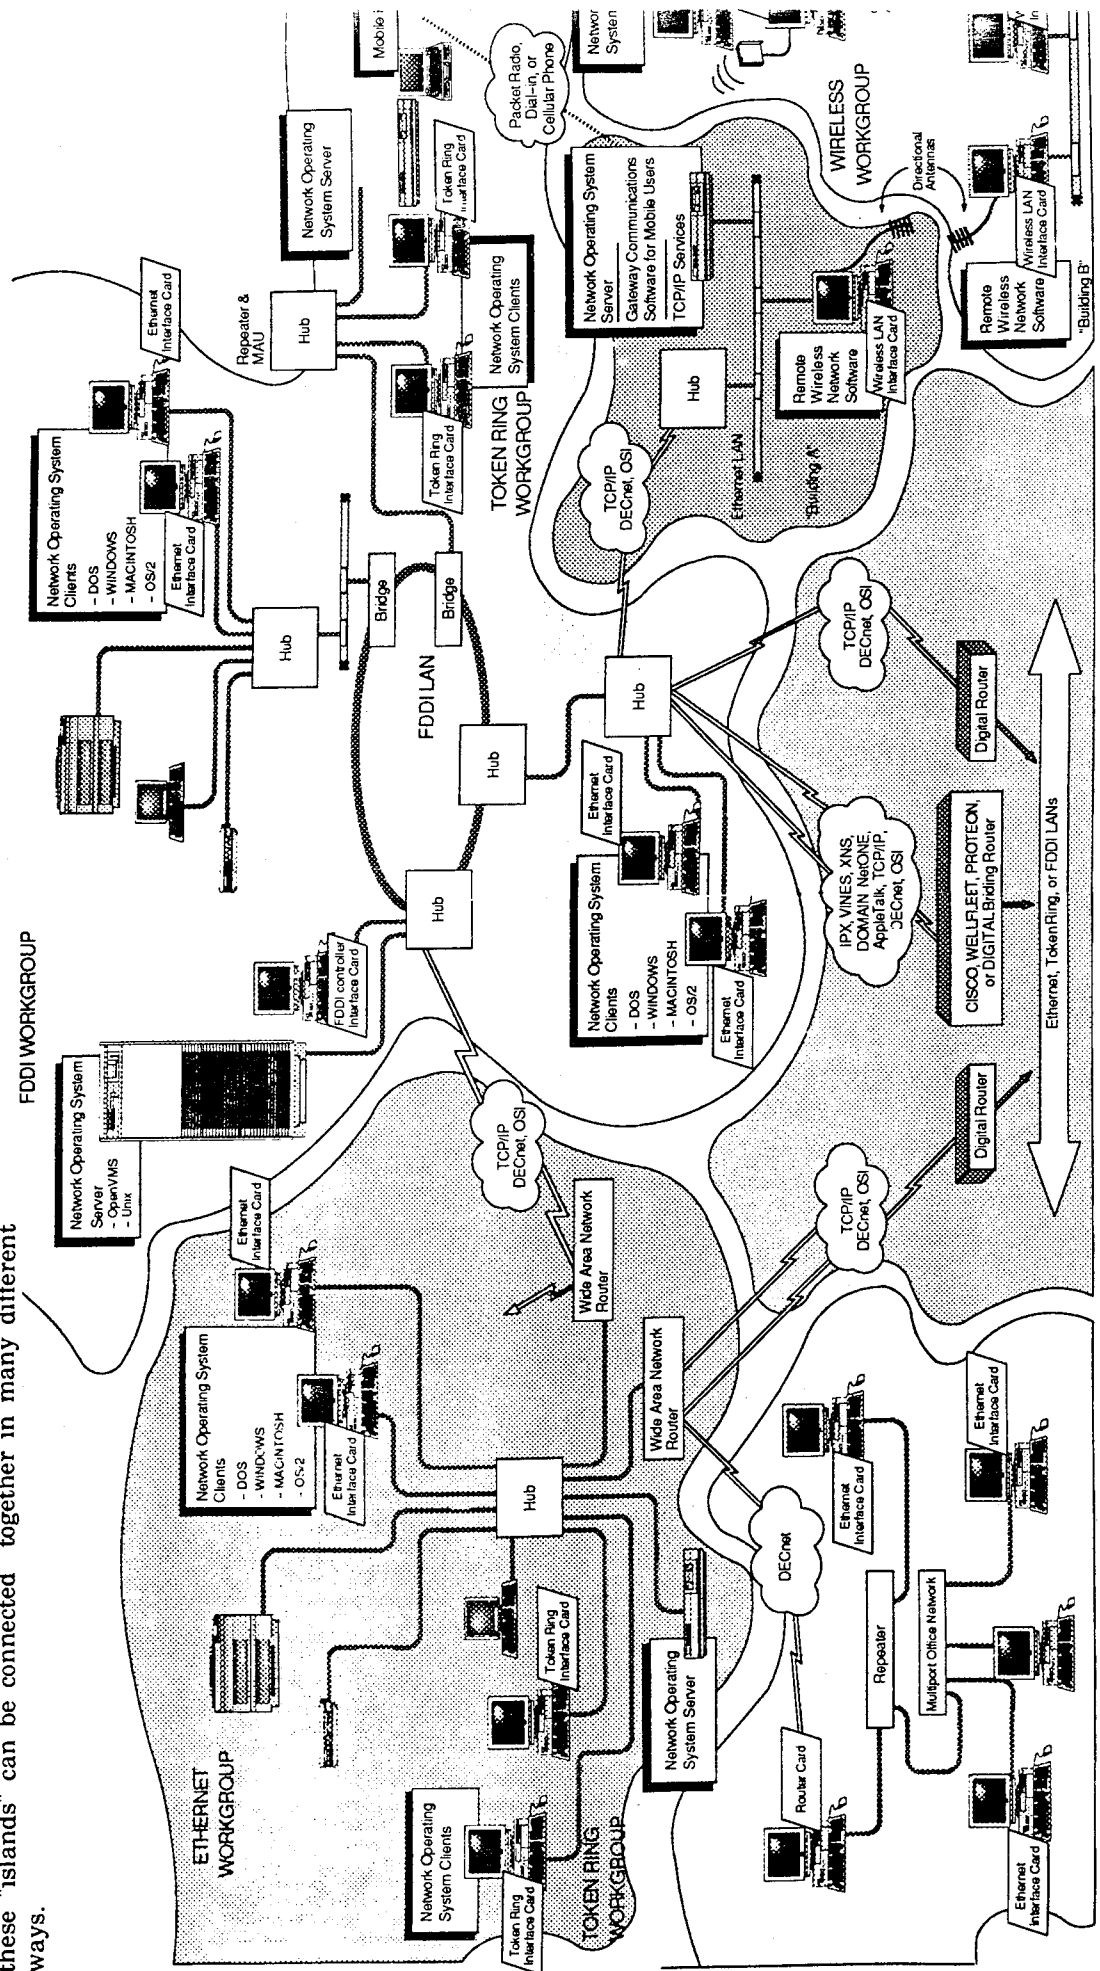 these "islands" can be connected together in many different
ways.
FDDI WORKGROUP
Network Operating System
Server
- OpenVMS
- Unix
FDDI controller
Interface Card
Hub
Hub
FDDI LAN
Bridge
Bridge
Hub
Network Operating System
Clients
- DOS
- WINDOWS
- MACINTOSH
- OS/2
Ethernet
Interface Card
Ethernet
Interface Card
Repeater &
MAU
Hub
Network Operating
System Server
Token Ring
Interface Card
Token Ring
Interface Card
Network Operating
System Clients
TOKEN RING
WORKGROUP
Mobile
Packet Radio,
Dial-in, or
Cellular Phone
ETHERNET
WORKGROUP
Network Operating System
Clients
- DOS
- WINDOWS
- MACINTOSH
- OS/2
Ethernet
Interface Card
Ethernet
Interface Card
Hub
TCP/IP
DECnet, OSI
Wide Area Network
Router
Wide Area Network
Router
Network Operating
System Clients
Token Ring
Interface Card
Token Ring
Interface Card
TOKEN RING
WORKGROUP
Network Operating
System Server
Network Operating System
Clients
- DOS
- WINDOWS
- MACINTOSH
- OS/2
Ethernet
Interface Card
Ethernet
Interface Card
Hub
TCP/IP
DECnet, OSI
Hub
Ethernet LAN
"Building A"
Network Operating System
Server
Gateway Communications
Software for Mobile Users
TCP/IP Services
Remote
Wireless
Network
Software
Wireless LAN
Interface Card
WIRELESS
WORKGROUP
Directional
Antennas
Remote
Wireless
Network
Software
Wireless LAN
Interface Card
"Building B"
DECnet
Router Card
Repeater
Multiport Office Network
Ethernet
Interface Card
Ethernet
Interface Card
Ethernet
Interface Card
TCP/IP
DECnet, OSI
Digital Router
IPX, VINES, XNS,
DOMAIN NetONE,
AppleTalk, TCP/IP,
DECnet, OSI
CISCO, WELLFLEET, PROTEON,
or DIGITAL Briding Router
TCP/IP
DECnet, OSI
Digital Router
Ethernet, TokenRing, or FDDI LANs